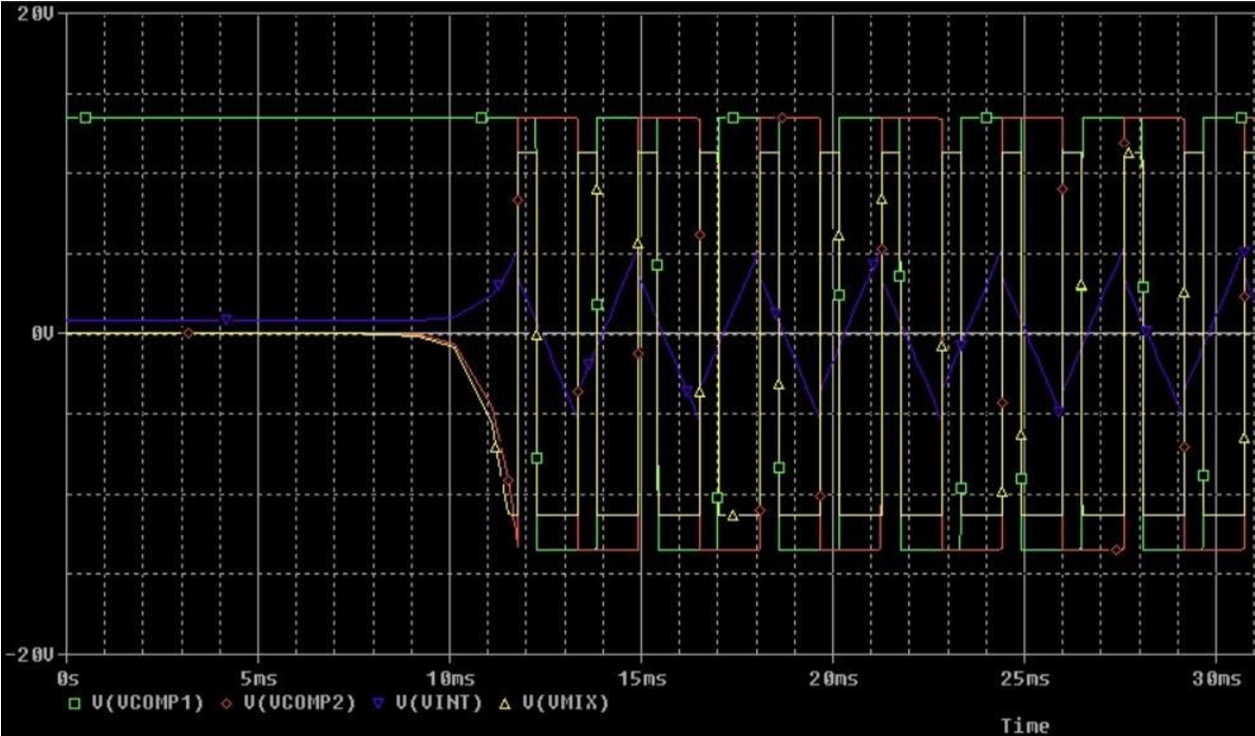 20V
0V
-20V
0s 5ms 10ms 15ms 20ms 25ms 30ms
V(VCOMP1) V(VCOMP2) V(VINT) V(VMIX)
Time